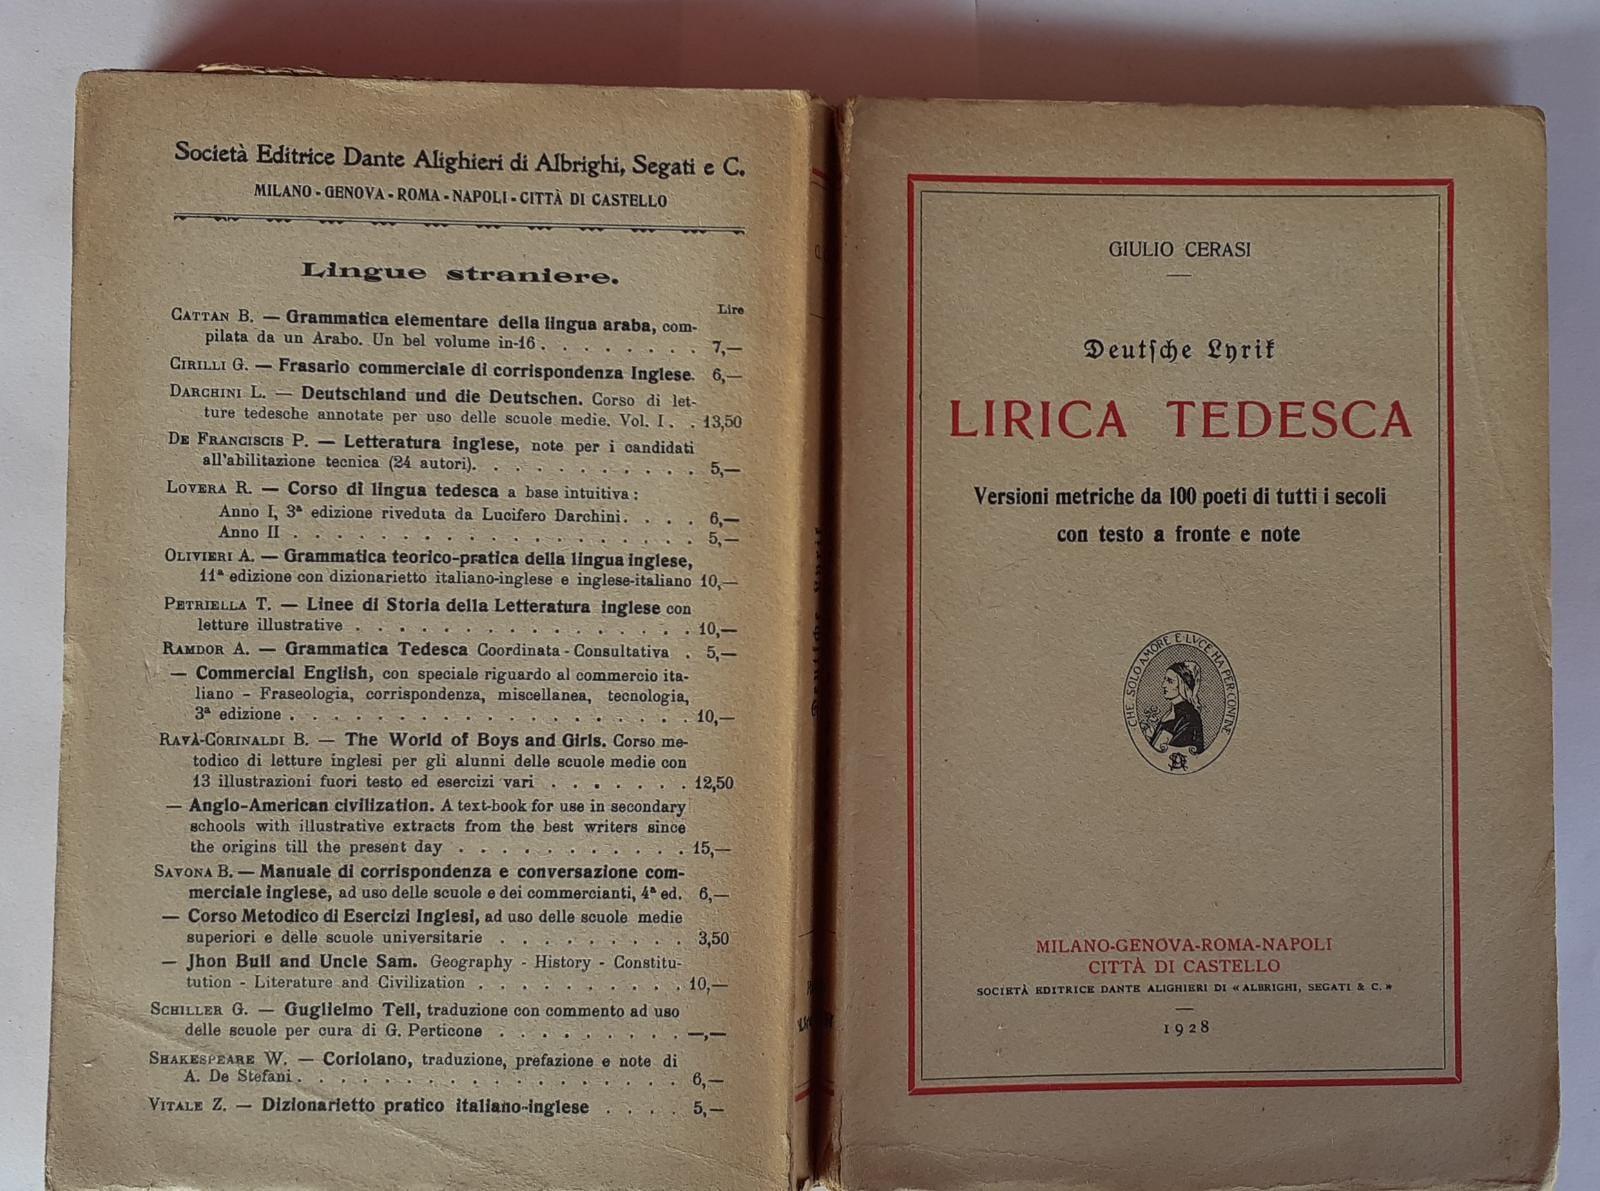 Società Editrice Dante Alighieri di Albrighi, Segati e C.
MILANO - GENOVA - ROMA - NAPOLI - CITTÀ DI CASTELLO
Lingue straniere.
Lire
CATTAN B. — Grammatica elementare della lingua araba, com-
pilata da un Arabo. Un bel volume in-16 . . . . . . . . 7,—
CIRILLI G. — Frasario commerciale di corrispondenza Inglese. 6,—
DARCHINI L. — Deutschland und die Deutschen. Corso di let-
ture tedesche annotate per uso delle scuole medie. Vol. I . . 13,50
DE FRANCISCIS P. — Letteratura inglese, note per i candidati
all'abilitazione tecnica (24 autori). . . . . . . . . . . 5,—
LOVERA R. — Corso di lingua tedesca a base intuitiva :
Anno I, 3ª edizione riveduta da Lucifero Darchini. . . . 6,—
Anno II . . . . . . . . . . . . . . . . . . 5,—
OLIVIERI A. — Grammatica teorico-pratica della lingua inglese,
11ª edizione con dizionarietto italiano-inglese e inglese-italiano 10,—
PETRIELLA T. — Linee di Storia della Letteratura inglese con
letture illustrative . . . . . . . . . . . . . . . 10,—
RAMDOR A. — Grammatica Tedesca Coordinata - Consultativa . 5,—
— Commercial English, con speciale riguardo al commercio ita-
liano - Fraseologia, corrispondenza, miscellanea, tecnologia,
3ª edizione . . . . . . . . . . . . . . . . . . 10,—
RAVÀ-CORINALDI B. — The World of Boys and Girls. Corso me-
todico di letture inglesi per gli alunni delle scuole medie con
13 illustrazioni fuori testo ed esercizi vari . . . . . . . 12,50
— Anglo-American civilization. A text-book for use in secondary
schools with illustrative extracts from the best writers since
the origins till the present day . . . . . . . . . . . 15,—
SAVONA B. — Manuale di corrispondenza e conversazione com-
merciale inglese, ad uso delle scuole e dei commercianti, 4ª ed. 6,—
— Corso Metodico di Esercizi Inglesi, ad uso delle scuole medie
superiori e delle scuole universitarie . . . . . . . . . 3,50
— Jhon Bull and Uncle Sam. Geography - History - Constitu-
tution - Literature and Civilization . . . . . . . . . 10,—
SCHILLER G. — Guglielmo Tell, traduzione con commento ad uso
delle scuole per cura di G. Perticone . . . . . . . . . —,—
SHAKESPEARE W. — Coriolano, traduzione, prefazione e note di
A. De Stefani . . . . . . . . . . . . . . . . . 6,—
VITALE Z. — Dizionarietto pratico italiano-inglese . . . . 5,—
GIULIO CERASI
Deutſche Lyrik
LIRICA TEDESCA
Versioni metriche da 100 poeti di tutti i secoli
con testo a fronte e note
CHE SOLO AMORE E LVCE HA PER CONFINE
MILANO-GENOVA-ROMA-NAPOLI
CITTÀ DI CASTELLO
SOCIETÀ EDITRICE DANTE ALIGHIERI DI « ALBRIGHI, SEGATI & C. »
1928